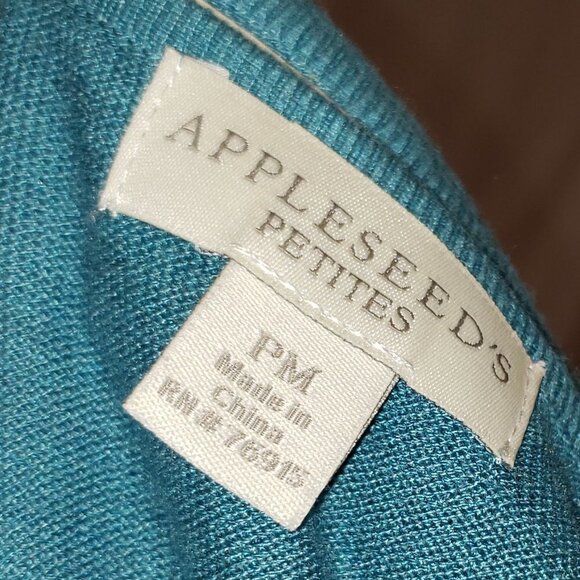 APPLESEED'S
PETITES
PM
Made in
China
RN# 76915